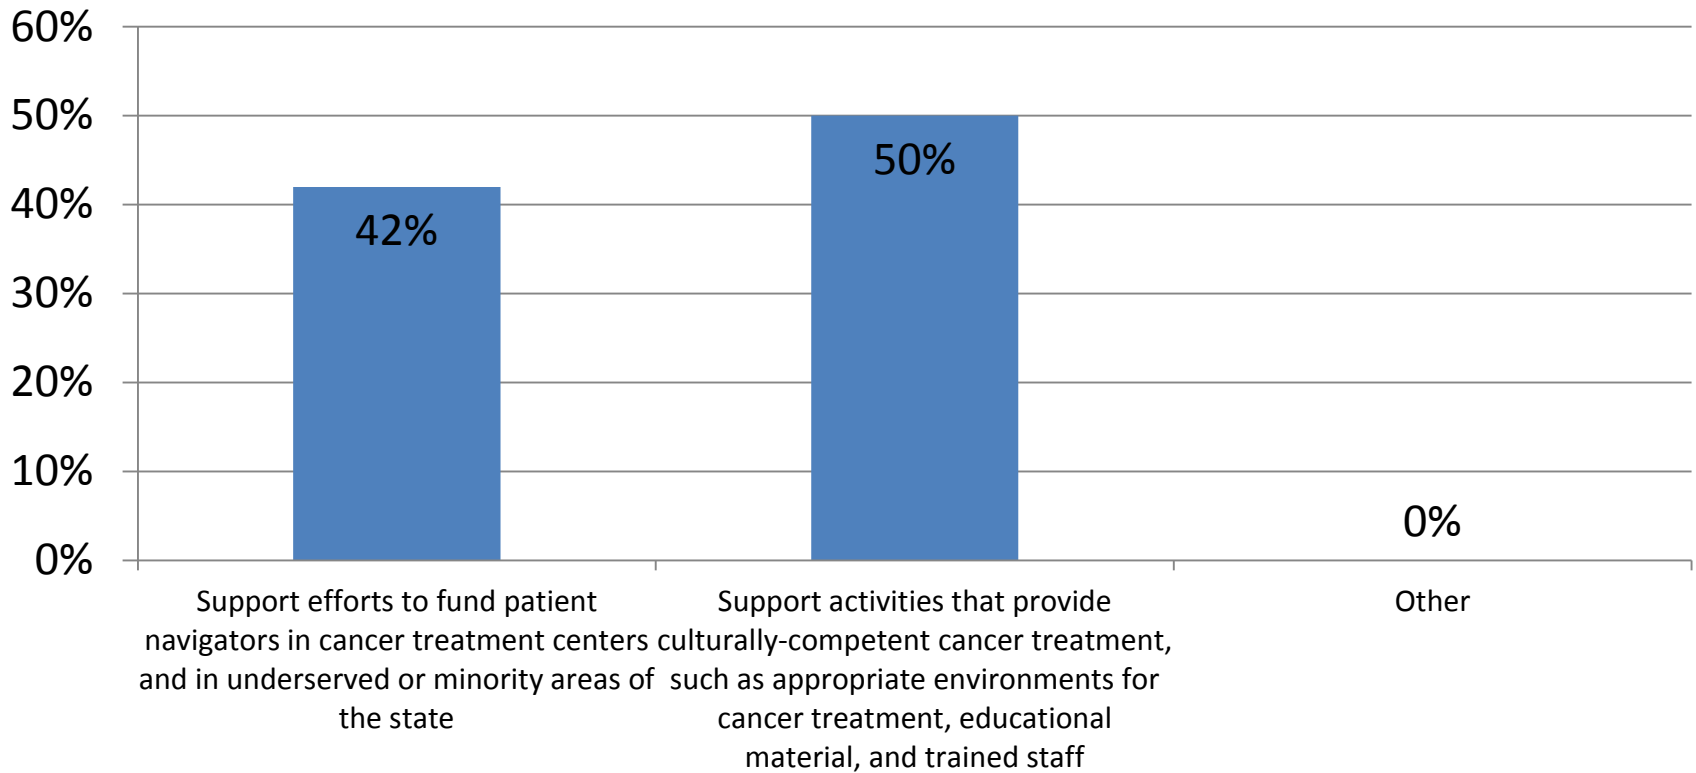 60%
50%
40%
30%
20%
10%
0%
42%
50%
0%
Support efforts to fund patient
navigators in cancer treatment centers
and in underserved or minority areas of
the state
Support activities that provide
culturally-competent cancer treatment,
such as appropriate environments for
cancer treatment, educational
material, and trained staff
Other